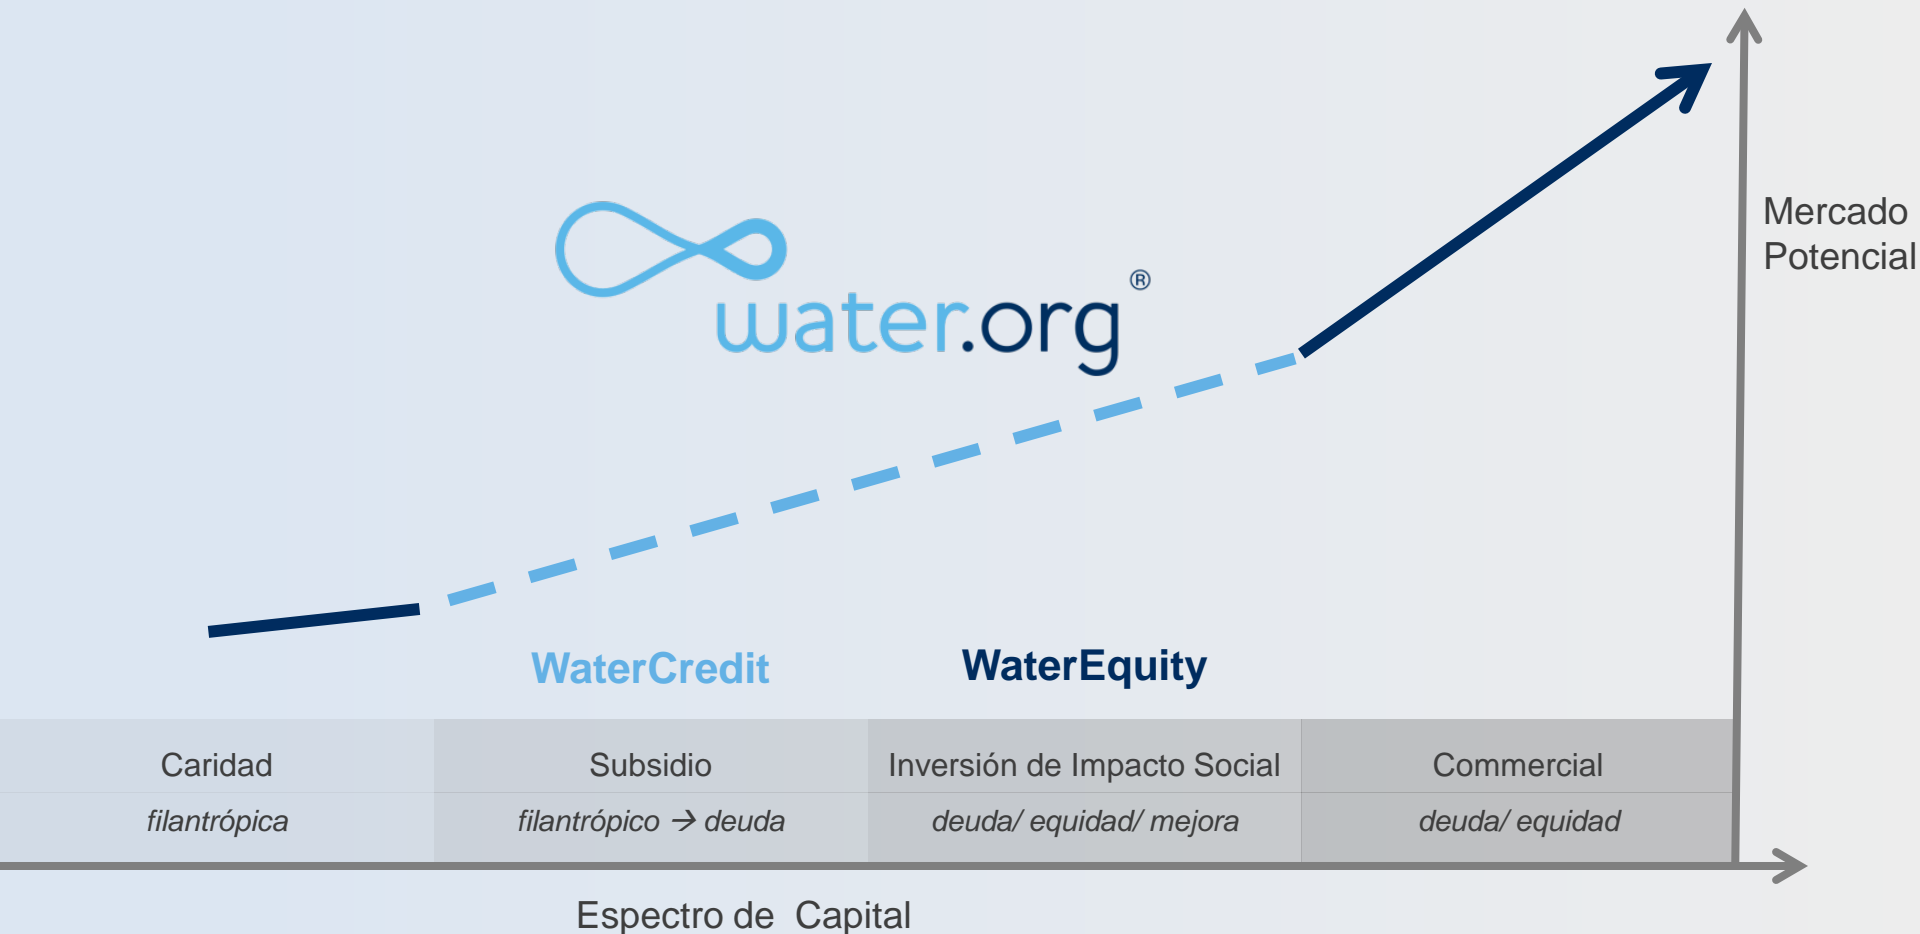 water.org®
Mercado
Potencial
WaterCredit
WaterEquity
Caridad
Subsidio
Inversión de Impacto Social
Commercial
filantrópica
filantrópico → deuda
deuda/ equidad/ mejora
deuda/ equidad
Espectro de  Capital